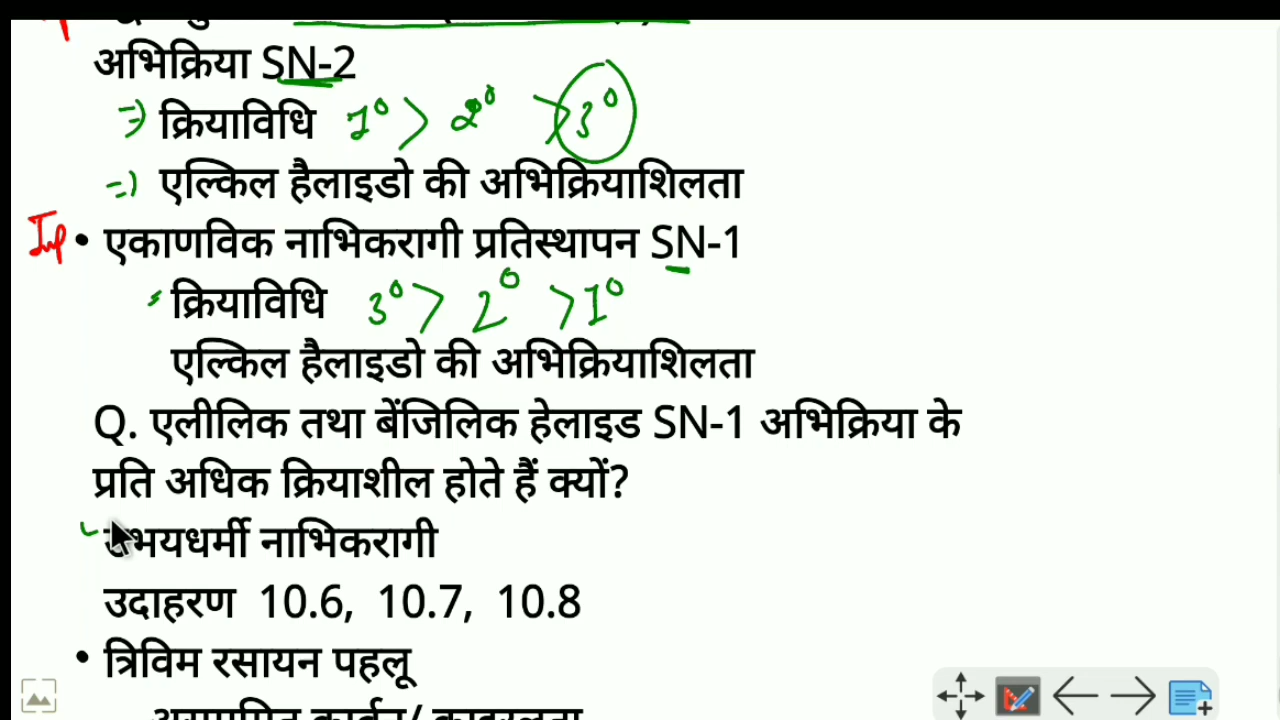 अभिक्रिया SN-2
=) क्रियाविधि 1° > 2° > 3°
=) एल्किल हैलाइडो की अभिक्रियाशिलता
Imp • एकाणविक नाभिकरागी प्रतिस्थापन SN-1
क्रियाविधि 3° > 2° > 1°
एल्किल हैलाइडो की अभिक्रियाशिलता
Q. एलीलिक तथा बेंजिलिक हेलाइड SN-1 अभिक्रिया के
प्रति अधिक क्रियाशील होते हैं क्यों?
उभयधर्मी नाभिकरागी
उदाहरण 10.6, 10.7, 10.8
• त्रिविम रसायन पहलू